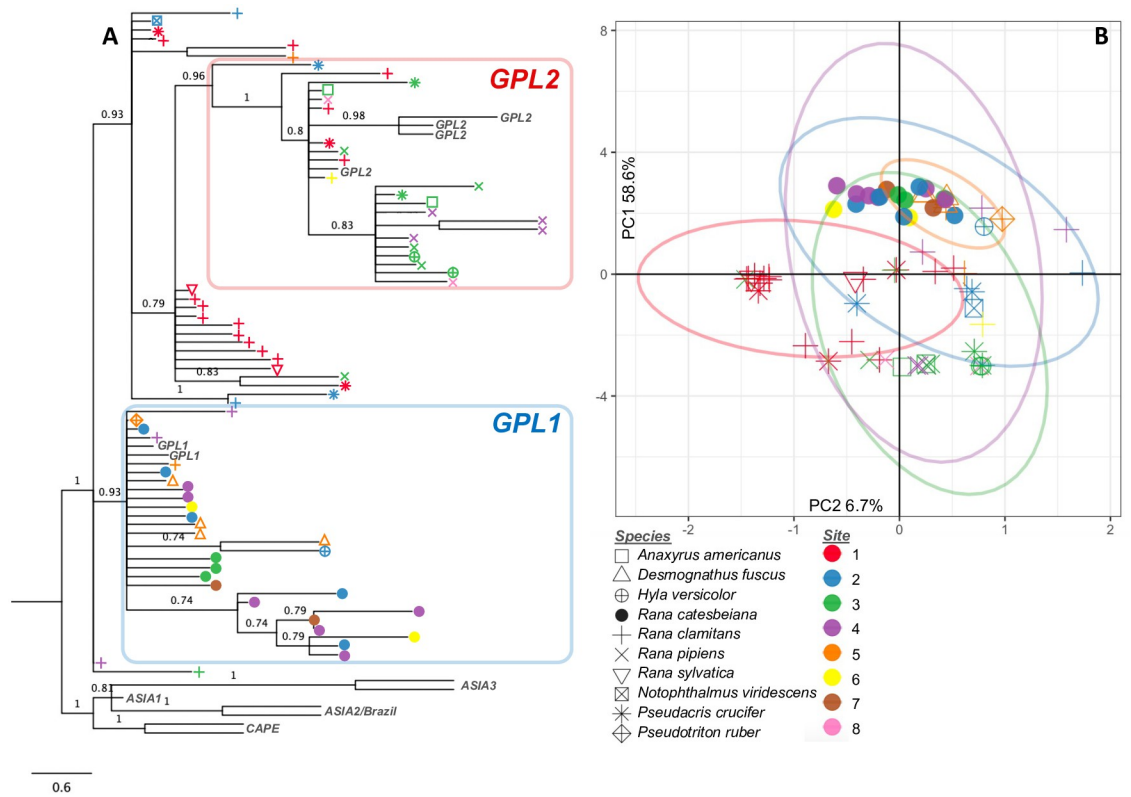 A
0.96
GPL2
1
0.98
GPL2
GPL2
GPL2
0.93
0.8
GPL2
0.83
0.79
0.83
1
GPL1
GPL1
GPL1
1
0.93
0.74
0.74
0.79
0.74
0.79
1
ASIA3
0.81
ASIA1
1
1
ASIA2/Brazil
1
CAPE
0.6
B
8
4
0
-4
PC1 58.6%
PC2 6.7%
-2
-1
0
1
2
Species
Anaxyrus americanus
Desmognathus fuscus
Hyla versicolor
Rana catesbeiana
Rana clamitans
Rana pipiens
Rana sylvatica
Notophthalmus viridescens
Pseudacris crucifer
Pseudotriton ruber
Site
1
2
3
4
5
6
7
8